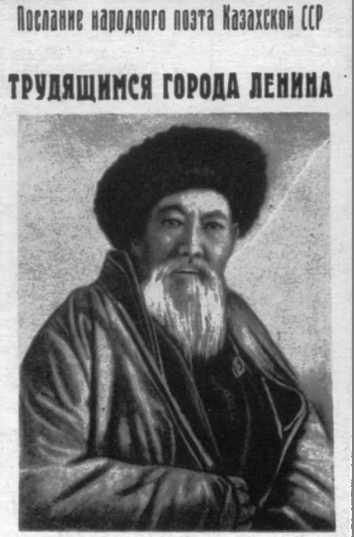 Послание народного поэта Казахской ССР
ТРУДЯЩИМСЯ ГОРОДА ЛЕНИНА